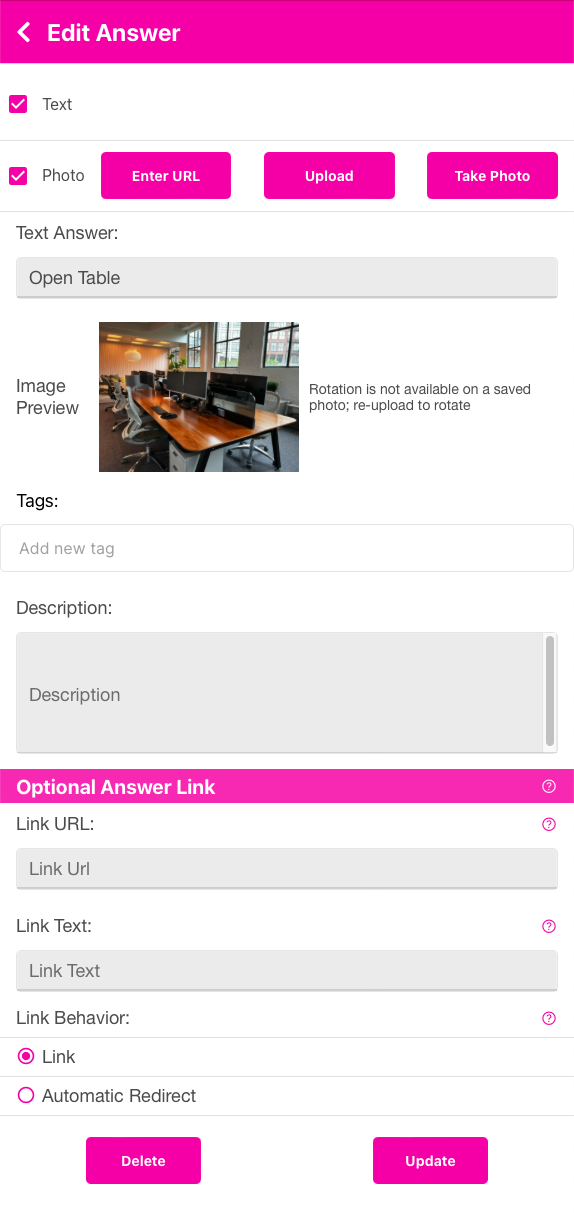 Edit Answer
Text
Photo
Enter URL
Upload
Take Photo
Text Answer:
Open Table
Image
Preview
Rotation is not available on a saved
photo; re-upload to rotate
Tags:
Add new tag
Description:
Description
Optional Answer Link
?
Link URL:
?
Link Url
Link Text:
?
Link Text
Link Behavior:
?
Link
Automatic Redirect
Delete
Update